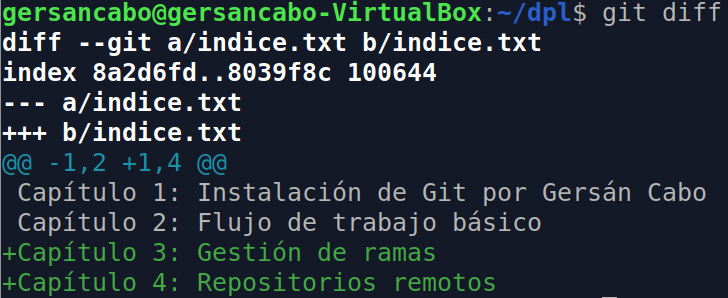 gersancabo@gersancabo-VirtualBox:~/dpl$ git diff
diff --git a/indice.txt b/indice.txt
index 8a2d6fd..8039f8c 100644
--- a/indice.txt
+++ b/indice.txt
@@ -1,2 +1,4 @@
 Capítulo 1: Instalación de Git por Gersán Cabo
 Capítulo 2: Flujo de trabajo básico
+Capítulo 3: Gestión de ramas
+Capítulo 4: Repositorios remotos